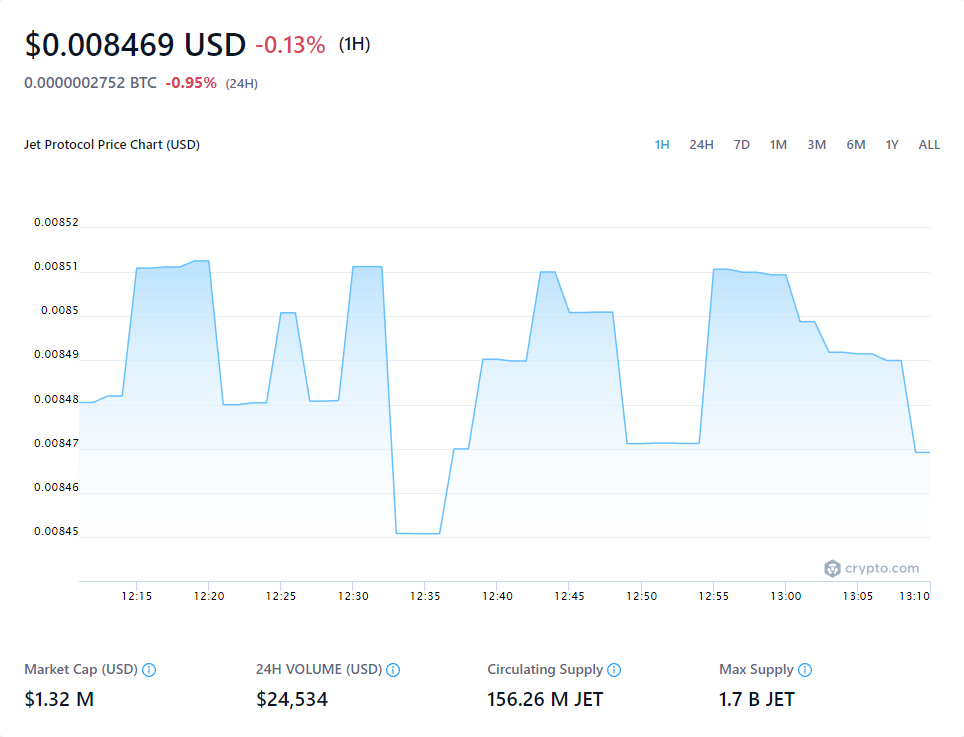 $0.008469 USD -0.13% (1H)
0.0000002752 BTC -0.95% (24H)
Jet Protocol Price Chart (USD) 1H 24H 7D 1M 3M 6M 1Y ALL
0.00852
0.00851
0.0085
0.00849
0.00848
0.00847
0.00846
0.00845
crypto.com
12:15 12:20 12:25 12:30 12:35 12:40 12:45 12:50 12:55 13:00 13:05 13:10
Market Cap (USD) 24H VOLUME (USD) Circulating Supply Max Supply
$1.32 M $24,534 156.26 M JET 1.7 B JET